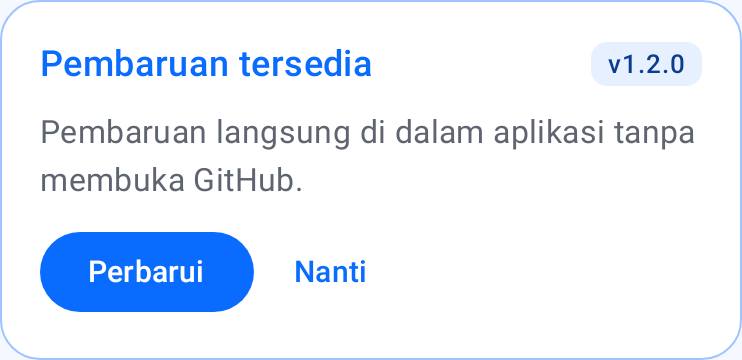 Pembaruan tersedia
v1.2.0
Pembaruan langsung di dalam aplikasi tanpa
membuka GitHub.
Perbarui
Nanti